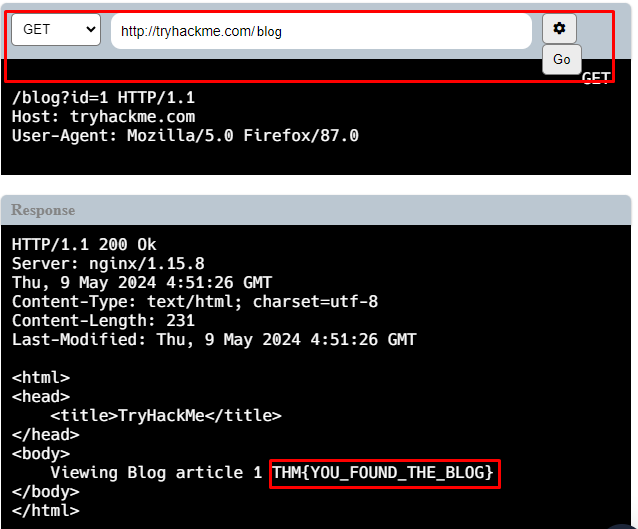 GET http://tryhackme.com/blog
Go
GET
/blog?id=1 HTTP/1.1
Host: tryhackme.com
User-Agent: Mozilla/5.0 Firefox/87.0
Response
HTTP/1.1 200 Ok
Server: nginx/1.15.8
Thu, 9 May 2024 4:51:26 GMT
Content-Type: text/html; charset=utf-8
Content-Length: 231
Last-Modified: Thu, 9 May 2024 4:51:26 GMT
<html>
<head>
<title>TryHackMe</title>
</head>
<body>
Viewing Blog article 1 THM{YOU_FOUND_THE_BLOG}
</body>
</html>